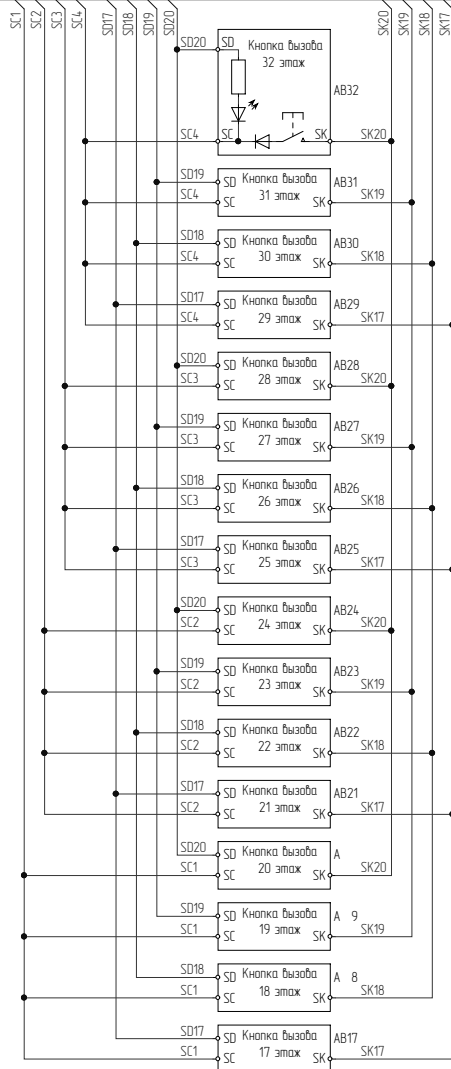 SC1 SC2 SC3 SC4 SD17 SD18 SD19 SD20 SK20 SK19 SK18 SK17
SD20 SD Кнопка вызова
32 этаж
AB32
SC4 SC SK SK20
SD19 SD Кнопка вызова AB31
SC4 SC 31 этаж SK SK19
SD18 SD Кнопка вызова AB30
SC4 SC 30 этаж SK SK18
SD17 SD Кнопка вызова AB29
SC4 SC 29 этаж SK SK17
SD20 SD Кнопка вызова AB28
SC3 SC 28 этаж SK SK20
SD19 SD Кнопка вызова AB27
SC3 SC 27 этаж SK SK19
SD18 SD Кнопка вызова AB26
SC3 SC 26 этаж SK SK18
SD17 SD Кнопка вызова AB25
SC3 SC 25 этаж SK SK17
SD20 SD Кнопка вызова AB24
SC2 SC 24 этаж SK SK20
SD19 SD Кнопка вызова AB23
SC2 SC 23 этаж SK SK19
SD18 SD Кнопка вызова AB22
SC2 SC 22 этаж SK SK18
SD17 SD Кнопка вызова AB21
SC2 SC 21 этаж SK SK17
SD20 SD Кнопка вызова A
SC1 SC 20 этаж SK SK20
SD19 SD Кнопка вызова A 9
SC1 SC 19 этаж SK SK19
SD18 SD Кнопка вызова A 8
SC1 SC 18 этаж SK SK18
SD17 SD Кнопка вызова AB17
SC1 SC 17 этаж SK SK17